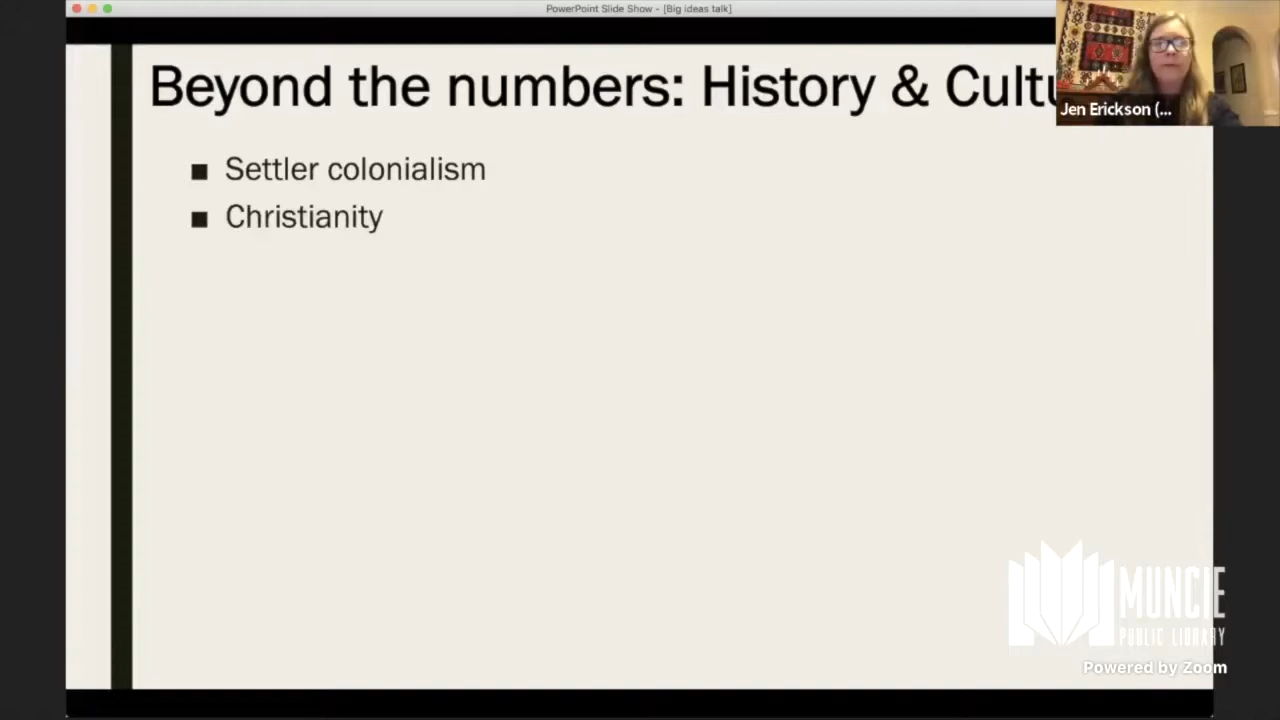 PowerPoint Slide Show - [Big ideas talk]
Beyond the numbers: History & Cultu
Jen Erickson (...
■ Settler colonialism
■ Christianity
MUNCIE
PUBLIC LIBRARY
Powered by Zoom